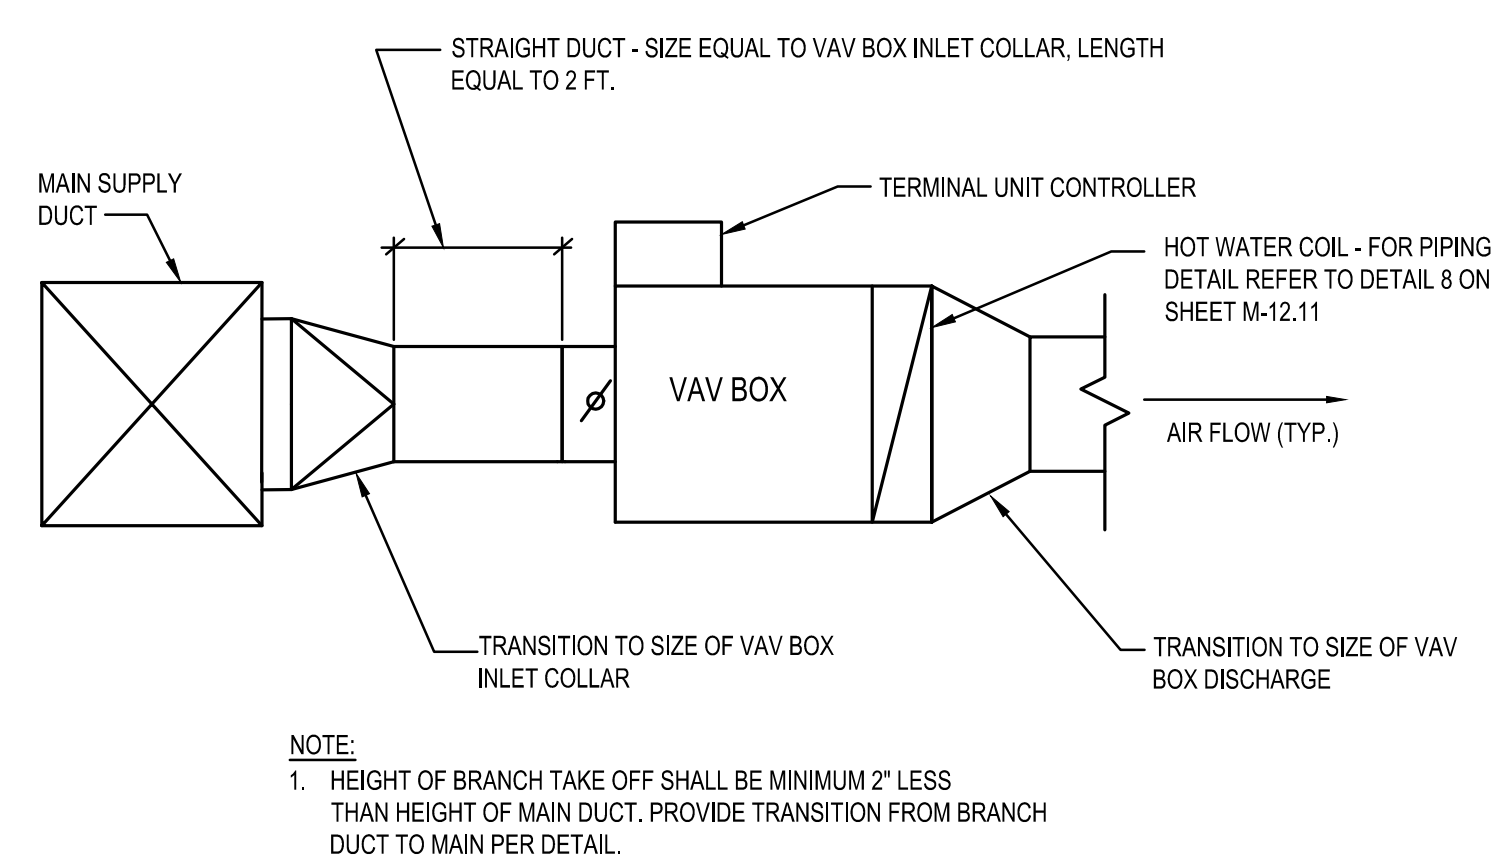 STRAIGHT DUCT - SIZE EQUAL TO VAV BOX INLET COLLAR, LENGTH
EQUAL TO 2 FT.
MAIN SUPPLY
DUCT
TERMINAL UNIT CONTROLLER
HOT WATER COIL - FOR PIPING
DETAIL REFER TO DETAIL 8 ON
SHEET M-12.11
VAV BOX
AIR FLOW (TYP.)
TRANSITION TO SIZE OF VAV BOX
INLET COLLAR
TRANSITION TO SIZE OF VAV
BOX DISCHARGE
NOTE:
1. HEIGHT OF BRANCH TAKE OFF SHALL BE MINIMUM 2" LESS
THAN HEIGHT OF MAIN DUCT. PROVIDE TRANSITION FROM BRANCH
DUCT TO MAIN PER DETAIL.